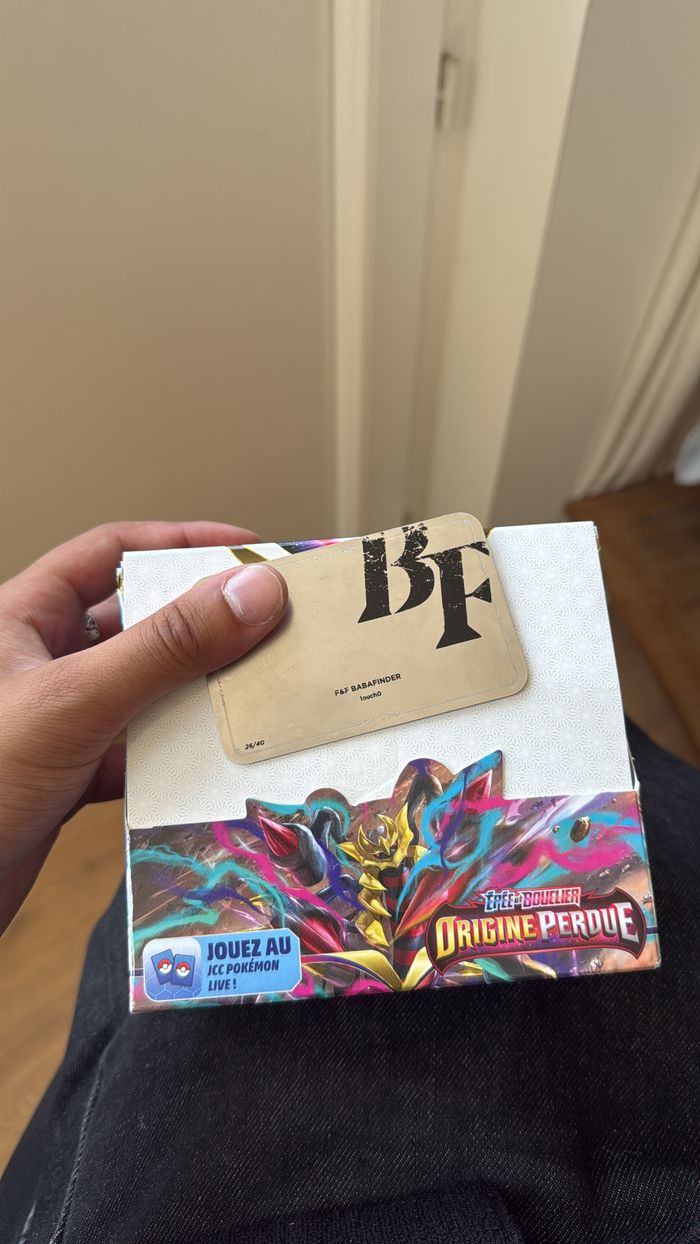 BF
F&F BABAFINDER
louch0
26/40
ÉPÉE ET BOUCLIER
ORIGINE PERDUE
JOUEZ AU
JCC POKÉMON
LIVE !